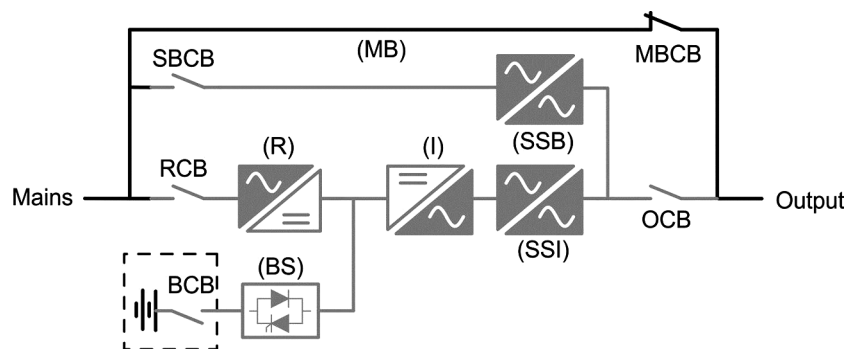 (MB)
MBCB
SBCB
(SSB)
RCB
(R)
(I)
Mains
Output
OCB
(SSI)
BCB
(BS)